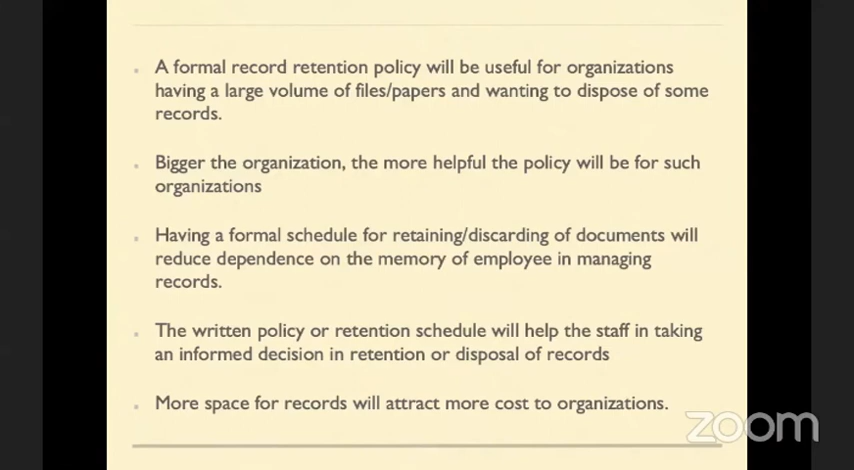 A formal record retention policy will be useful for organizations
having a large volume of files/papers and wanting to dispose of some
records.
Bigger the organization, the more helpful the policy will be for such
organizations
Having a formal schedule for retaining/discarding of documents will
reduce dependence on the memory of employee in managing
records.
The written policy or retention schedule will help the staff in taking
an informed decision in retention or disposal of records
More space for records will attract more cost to organizations.
zoom